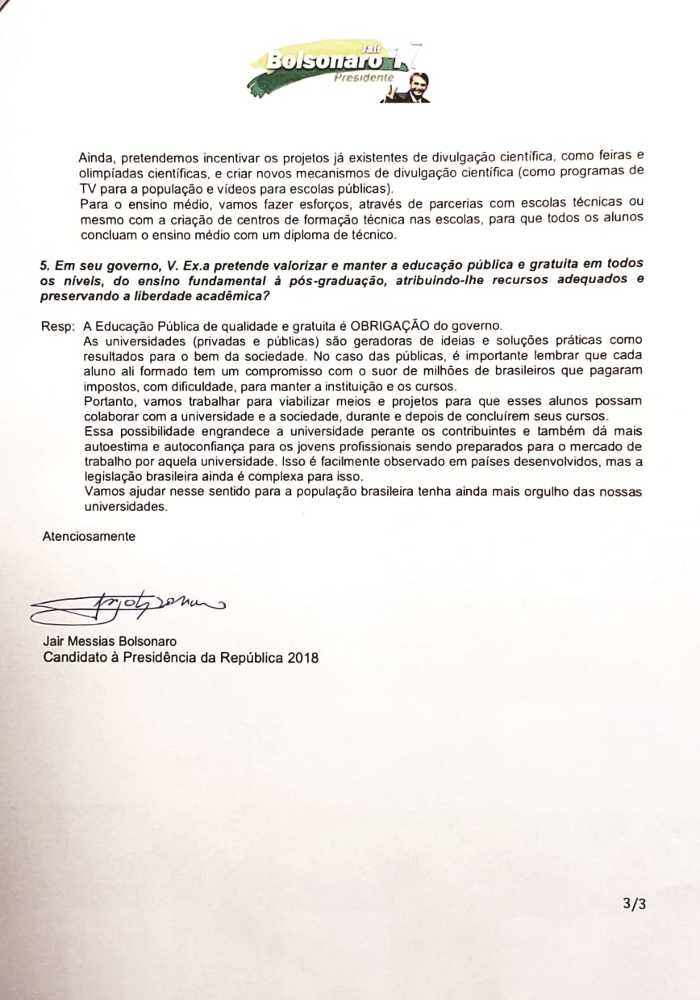 Jair
Bolsonaro 17
Presidente
Ainda, pretendemos incentivar os projetos já existentes de divulgação científica, como feiras e
olimpíadas científicas, e criar novos mecanismos de divulgação científica (como programas de
TV para a população e vídeos para escolas públicas).
Para o ensino médio, vamos fazer esforços, através de parcerias com escolas técnicas ou
mesmo com a criação de centros de formação técnica nas escolas, para que todos os alunos
concluam o ensino médio com um diploma de técnico.
5. Em seu governo, V. Ex.a pretende valorizar e manter a educação pública e gratuita em todos
os níveis, do ensino fundamental à pós-graduação, atribuindo-lhe recursos adequados e
preservando a liberdade acadêmica?
Resp: A Educação Pública de qualidade e gratuita é OBRIGAÇÃO do governo.
As universidades (privadas e públicas) são geradoras de ideias e soluções práticas como
resultados para o bem da sociedade. No caso das públicas, é importante lembrar que cada
aluno ali formado tem um compromisso com o suor de milhões de brasileiros que pagaram
impostos, com dificuldade, para manter a instituição e os cursos.
Portanto, vamos trabalhar para viabilizar meios e projetos para que esses alunos possam
colaborar com a universidade e a sociedade, durante e depois de concluírem seus cursos.
Essa possibilidade engrandece a universidade perante os contribuintes e também dá mais
autoestima e autoconfiança para os jovens profissionais sendo preparados para o mercado de
trabalho por aquela universidade. Isso é facilmente observado em países desenvolvidos, mas a
legislação brasileira ainda é complexa para isso.
Vamos ajudar nesse sentido para a população brasileira tenha ainda mais orgulho das nossas
universidades.
Atenciosamente
Jair Messias Bolsonaro
Candidato à Presidência da República 2018
3/3